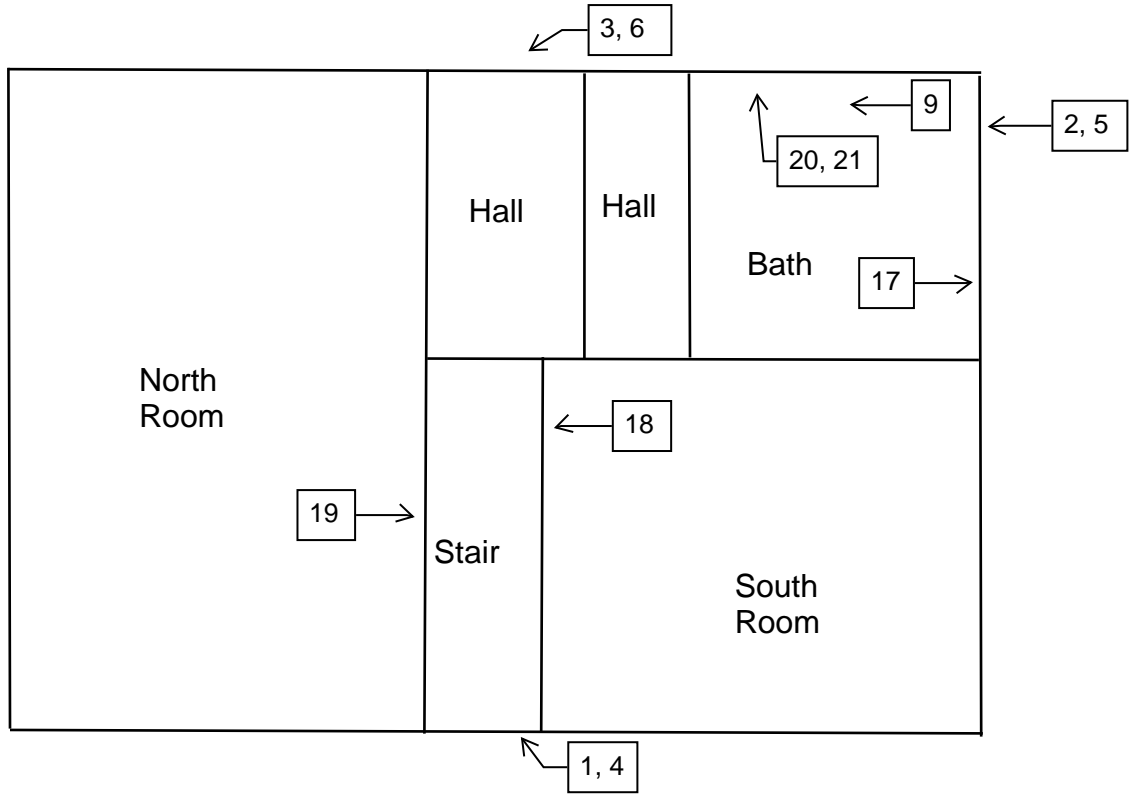 3, 6
9
2, 5
20, 21
Hall
Hall
Bath
17
North
Room
18
19
Stair
South
Room
1, 4